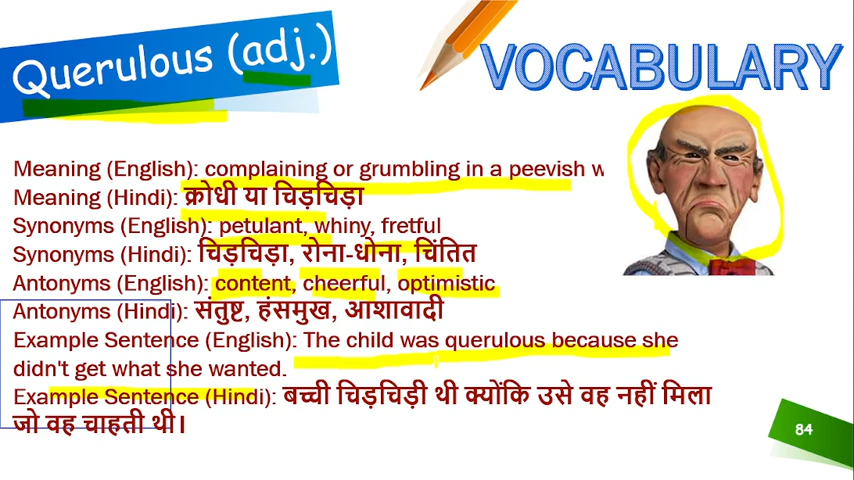 Querulous (adj.)
VOCABULARY
Meaning (English): complaining or grumbling in a peevish
Meaning (Hindi): क्रोधी या चिड़चिड़ा
Synonyms (English): petulant, whiny, fretful
Synonyms (Hindi): चिड़चिड़ा, रोना-धोना, चिंतित
Antonyms (English): content, cheerful, optimistic
Antonyms (Hindi): संतुष्ट, हंसमुख, आशावादी
Example Sentence (English): The child was querulous because she
didn't get what she wanted.
Example Sentence (Hindi): बच्ची चिड़चिड़ी थी क्योंकि उसे वह नहीं मिला
जो वह चाहती थी।
84